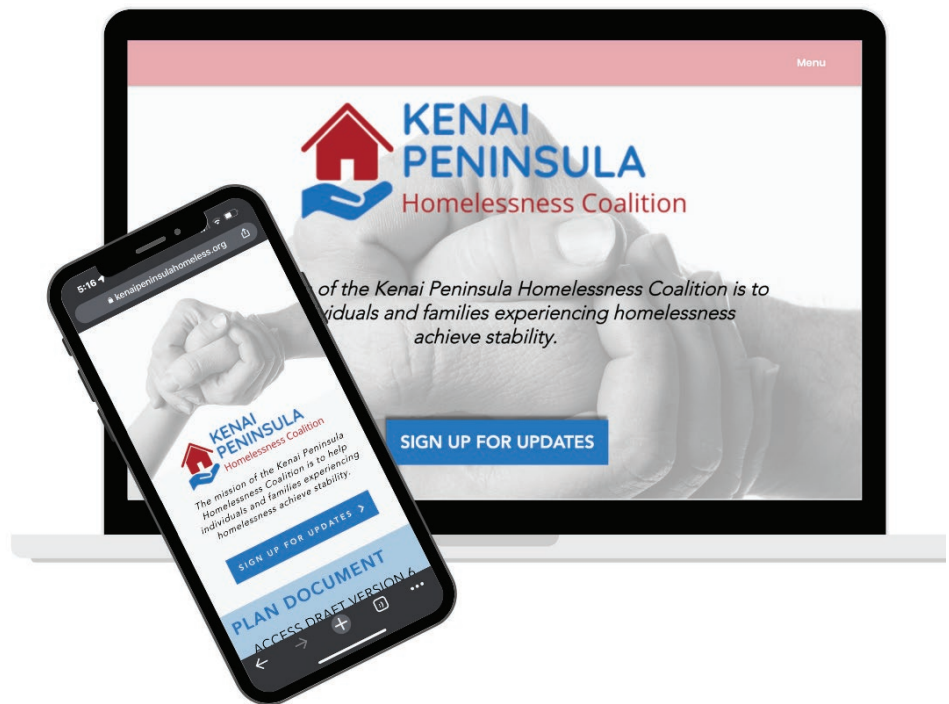 Menu
KENAI
PENINSULA
Homelessness Coalition
of the Kenai Peninsula Homelessness Coalition is to
viduals and families experiencing homelessness
achieve stability.
SIGN UP FOR UPDATES
5:16
kenaipeninsulahomeless.org
KENAI
PENINSULA
Homelessness Coalition
The mission of the Kenai Peninsula
Homelessness Coalition is to help
individuals and families experiencing
homelessness achieve stability.
SIGN UP FOR UPDATES >
PLAN DOCUMENT
ACCESS DRAFT VERSION 6
:)